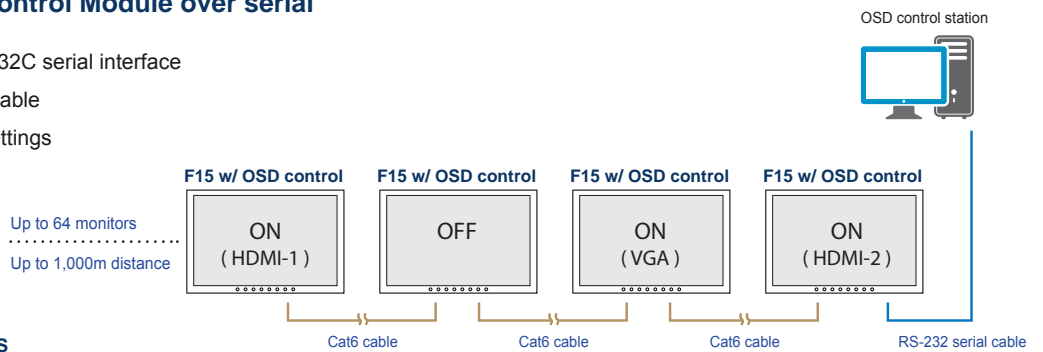 ontrol Module over serial
OSD control station
32C serial interface
able
ttings
F15 w/ OSD control
F15 w/ OSD control
F15 w/ OSD control
F15 w/ OSD control
Up to 64 monitors
Up to 1,000m distance
ON
( HDMI-1 )
OFF
ON
( VGA )
ON
( HDMI-2 )
Cat6 cable
Cat6 cable
Cat6 cable
RS-232 serial cable
s